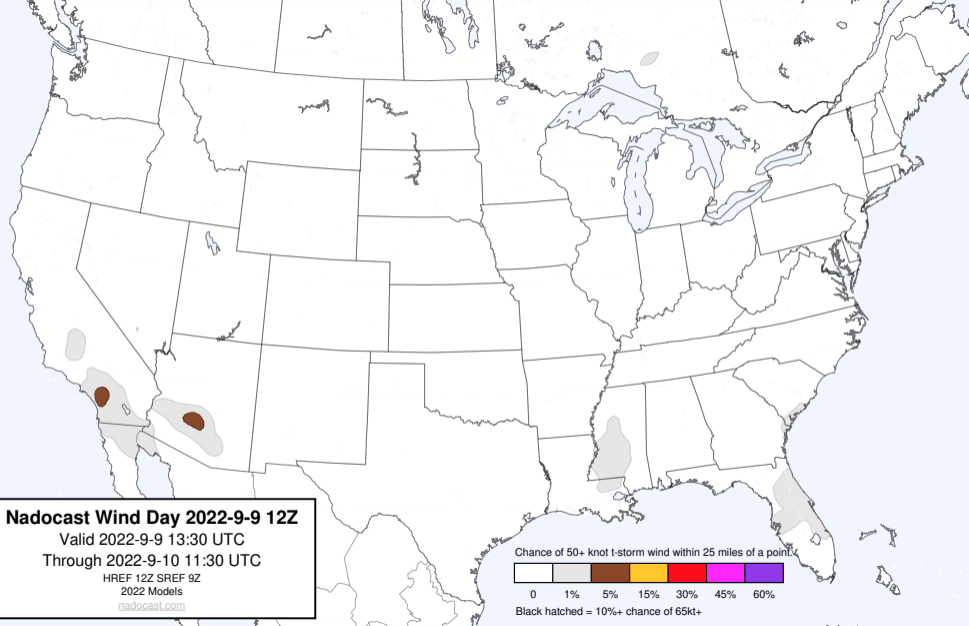 Nadocast Wind Day 2022-9-9 12Z
Valid 2022-9-9 13:30 UTC
Through 2022-9-10 11:30 UTC
HREF 12Z SREF 9Z
2022 Models
nadocast.com
Chance of 50+ knot t-storm wind within 25 miles of a point.
0 1% 5% 15% 30% 45% 60%
Black hatched = 10%+ chance of 65kt+